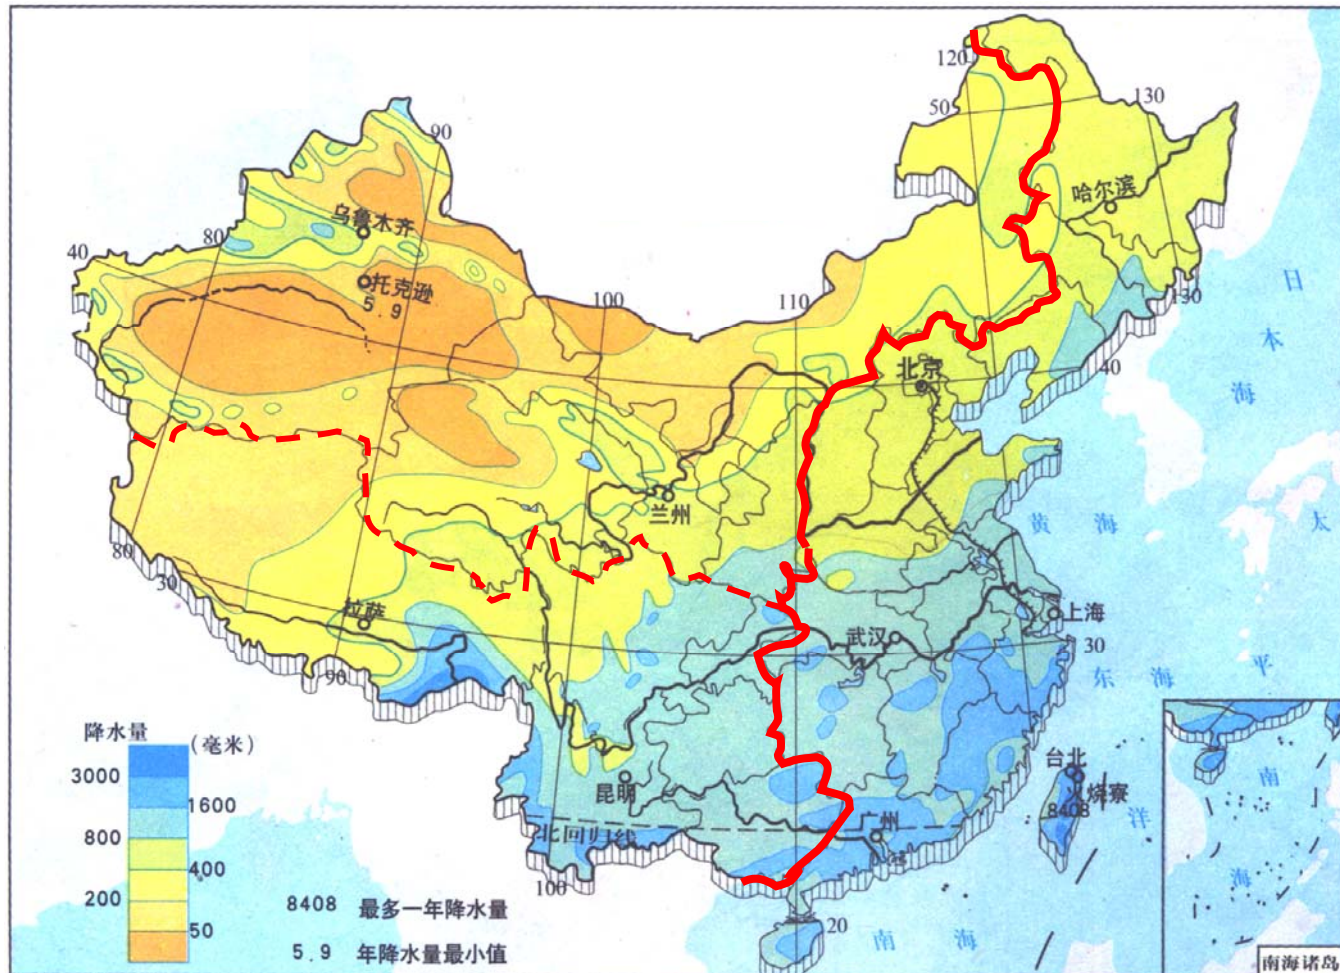 120
50
130
哈尔滨
90
乌鲁木齐
80
40
托克逊
5.9
100
110
130
日
本
海
北京
40
兰州
黄 海
太
80
30
拉萨
90
上海
武汉
30
东 海 平
降水量
(毫米)
3000
1600
800
400
200
50
昆明
北回归线
100
广州
台北
火烧寮
8408
洋
20
南 海
8408 最多一年降水量
5.9 年降水量最小值
南
海
南海诸岛